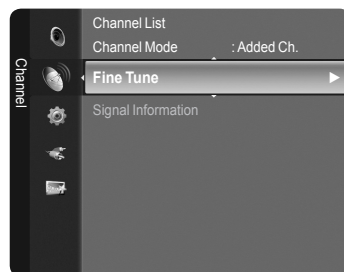 Channel
Channel List
Channel Mode : Added Ch.
Fine Tune
Signal Information